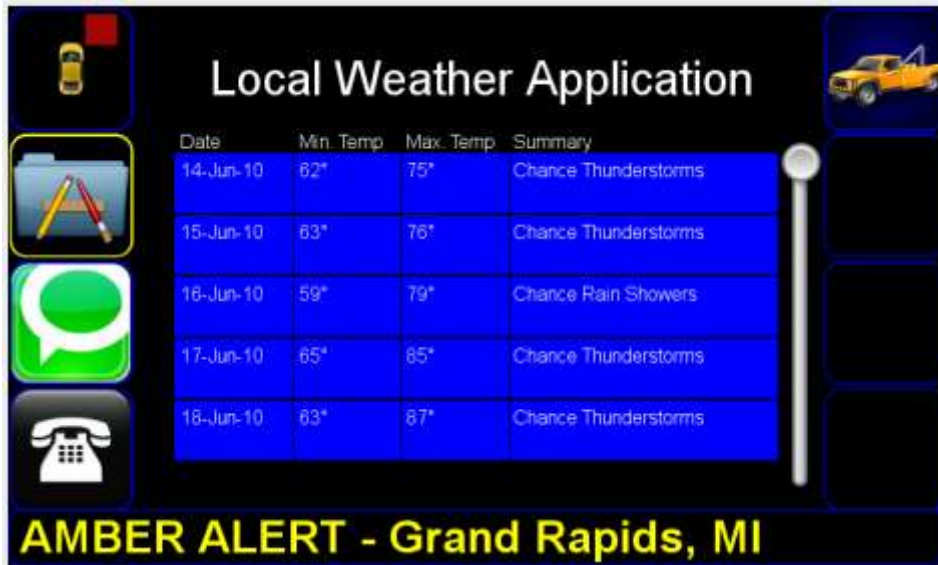 Local Weather Application
Date Min. Temp Max. Temp Summary
14-Jun-10 62° 75° Chance Thunderstorms
15-Jun-10 63° 76° Chance Thunderstorms
16-Jun-10 59° 79° Chance Rain Showers
17-Jun-10 65° 85° Chance Thunderstorms
18-Jun-10 63° 87° Chance Thunderstorms
AMBER ALERT - Grand Rapids, MI